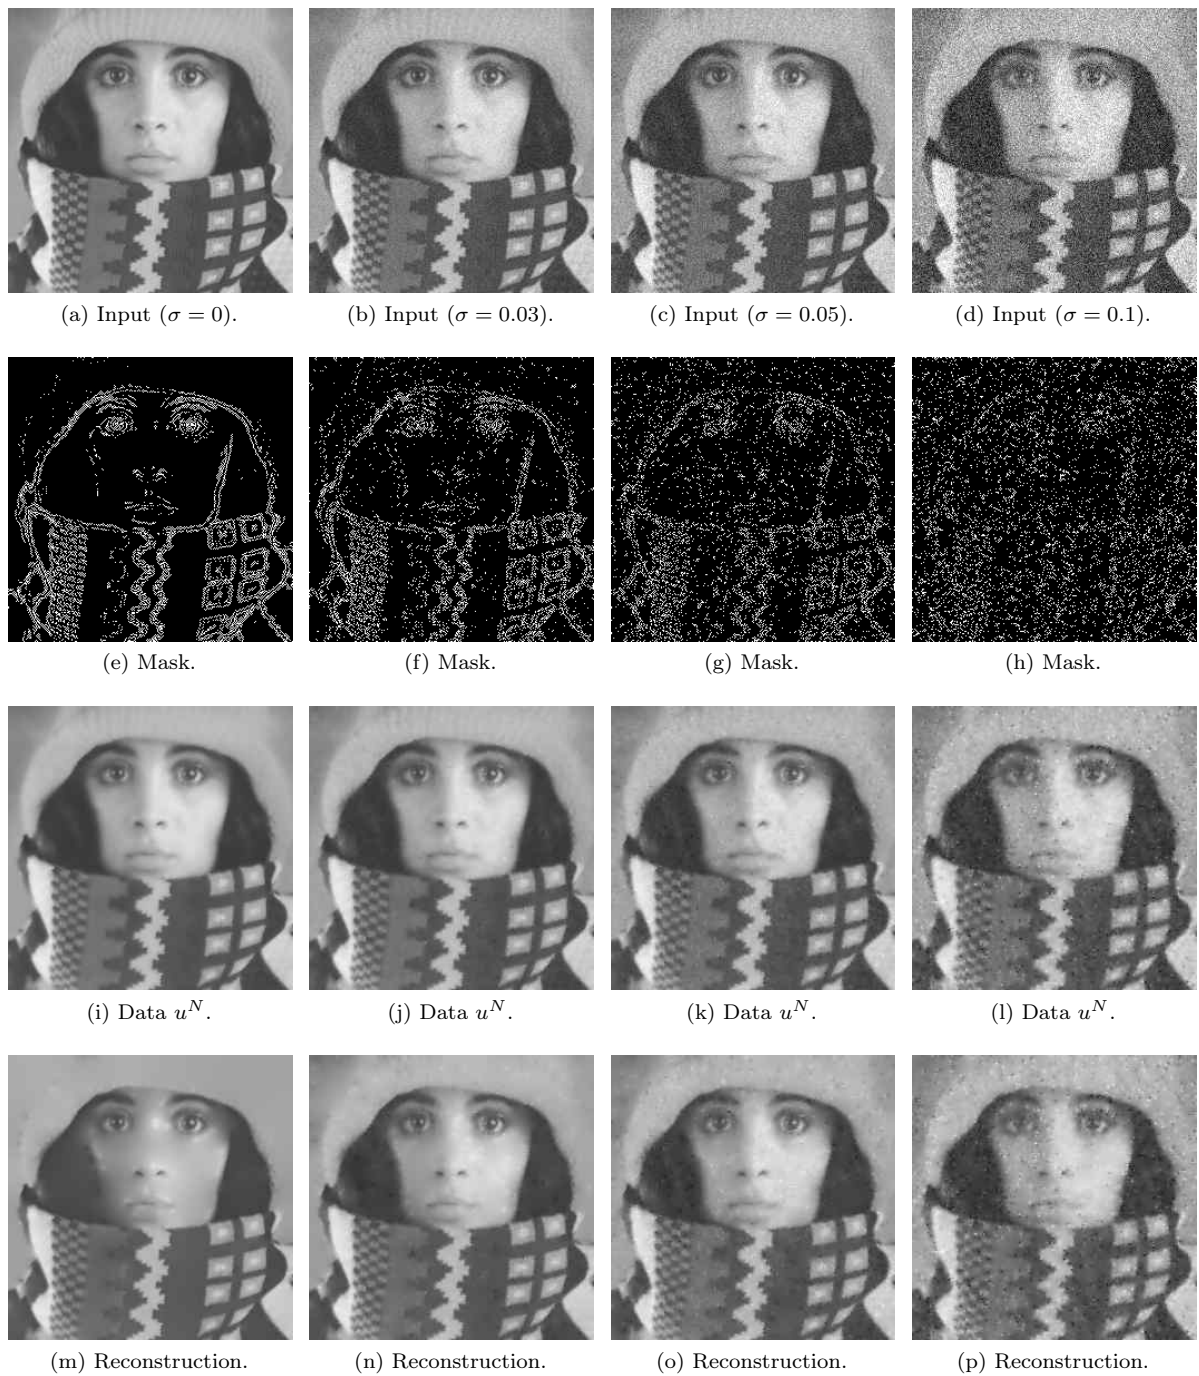 (a) Input (σ = 0).
(b) Input (σ = 0.03).
(c) Input (σ = 0.05).
(d) Input (σ = 0.1).
(e) Mask.
(f) Mask.
(g) Mask.
(h) Mask.
(i) Data u^N.
(j) Data u^N.
(k) Data u^N.
(l) Data u^N.
(m) Reconstruction.
(n) Reconstruction.
(o) Reconstruction.
(p) Reconstruction.